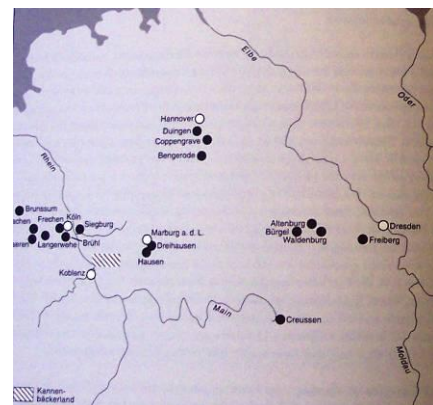 Elbe
Oder
Hannover
Duingen
Coppengrave
Bengerode
Rhein
Brunssum
Frechen
Köln
Siegburg
Langerwehe
Brühl
Marburg a. d. L.
Dreihausen
Hausen
Altenburg
Bürgel
Waldenburg
Dresden
Freiberg
Koblenz
Main
Creussen
Moldau
Kannen-
bäckerland